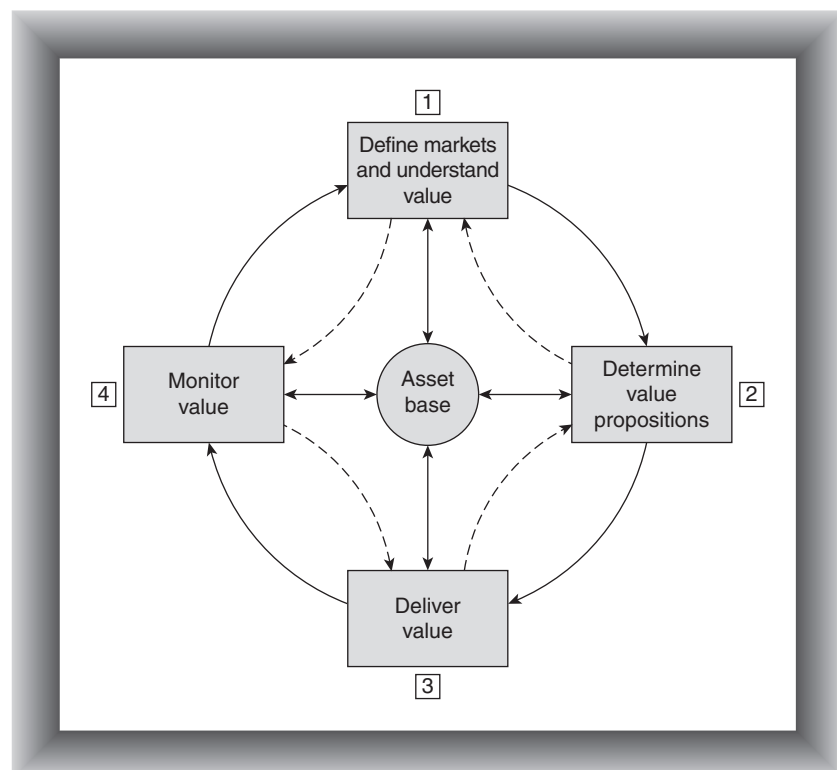 1
Define markets
and understand
value
4
Monitor
value
Asset
base
Determine
value
propositions
2
Deliver
value
3